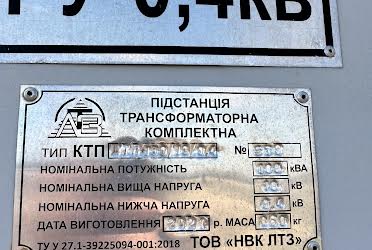 ТУ 0,4кВ
ПІДСТАНЦІЯ
ТРАНСФОРМАТОРНА
КОМПЛЕКТНА
ТИП КТП №
НОМІНАЛЬНА ПОТУЖНІСТЬ кВА
НОМІНАЛЬНА ВИЩА НАПРУГА кВ
НОМІНАЛЬНА НИЖЧА НАПРУГА кВ
ДАТА ВИГОТОВЛЕННЯ р. МАСА кг
ТУ У 27.1-39225094-001:2018 ТОВ «НВК ЛТЗ»